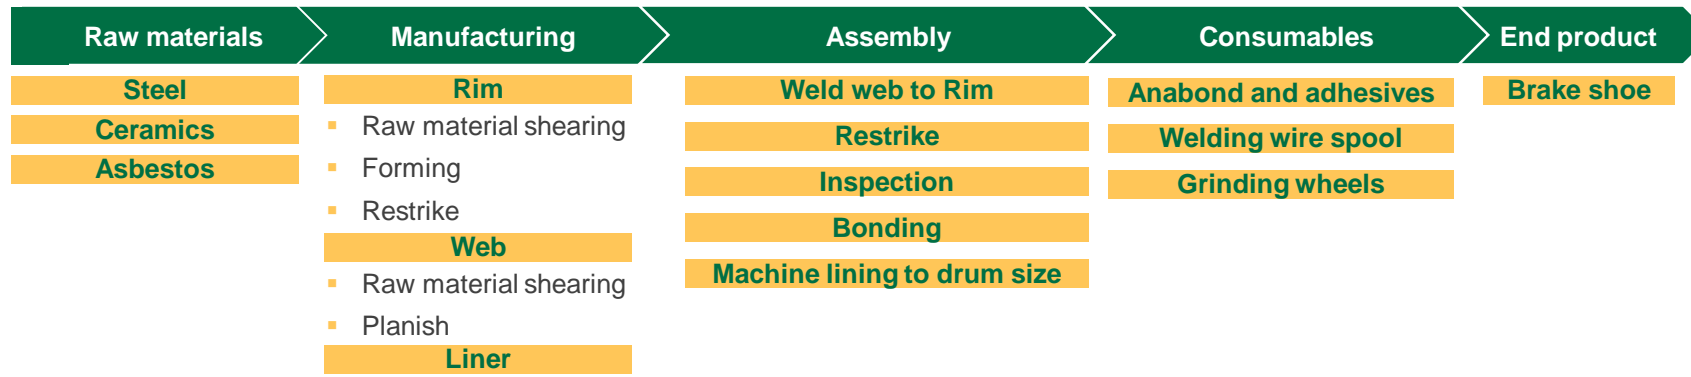 Raw materials
Manufacturing
Assembly
Consumables
End product
Steel
Ceramics
Asbestos
Rim
Raw material shearing
Forming
Restrike
Web
Raw material shearing
Planish
Liner
Weld web to Rim
Restrike
Inspection
Bonding
Machine lining to drum size
Anabond and adhesives
Welding wire spool
Grinding wheels
Brake shoe